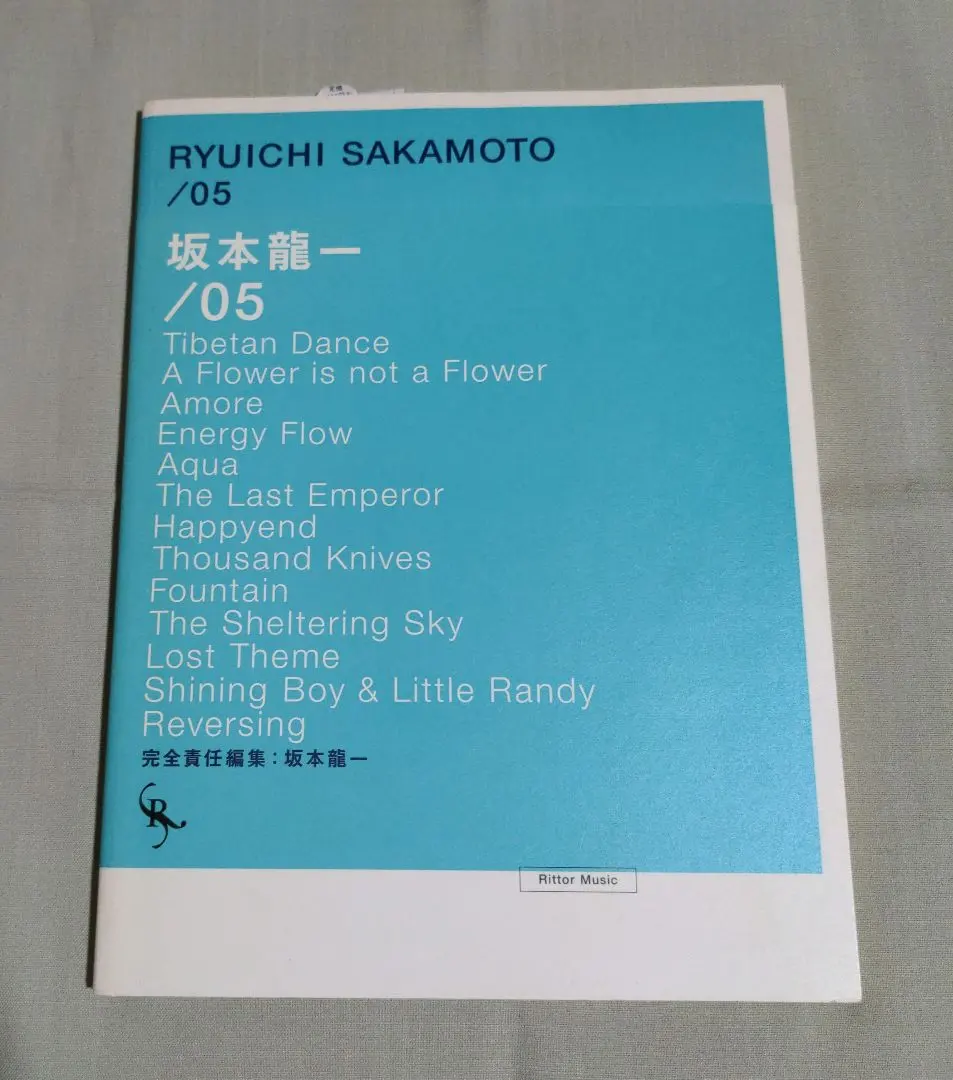 RYUICHI SAKAMOTO
/05
坂本龍一
/05
Tibetan Dance
A Flower is not a Flower
Amore
Energy Flow
Aqua
The Last Emperor
Happyend
Thousand Knives
Fountain
The Sheltering Sky
Lost Theme
Shining Boy & Little Randy
Reversing
完全責任編集：坂本龍一
R
Rittor Music